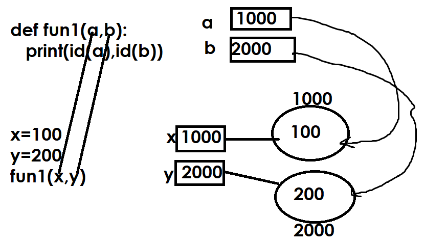 def fun1(a,b):
print(id(a),id(b))
x=100
y=200
fun1(x,y)
a 1000
b 2000
1000
x 1000 100
y 2000 200
2000